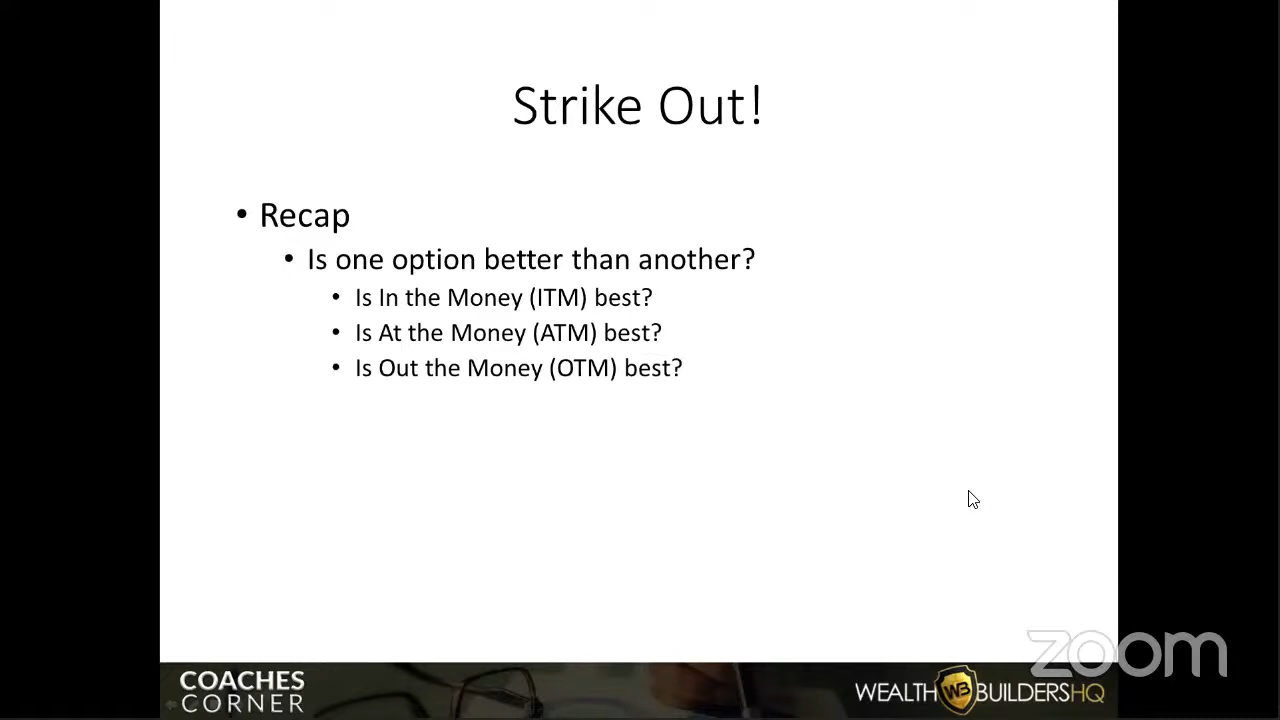 Strike Out!
• Recap
• Is one option better than another?
• Is In the Money (ITM) best?
• Is At the Money (ATM) best?
• Is Out the Money (OTM) best?
zoom
COACHES
CORNER
WEALTH WB BUILDERSHQ